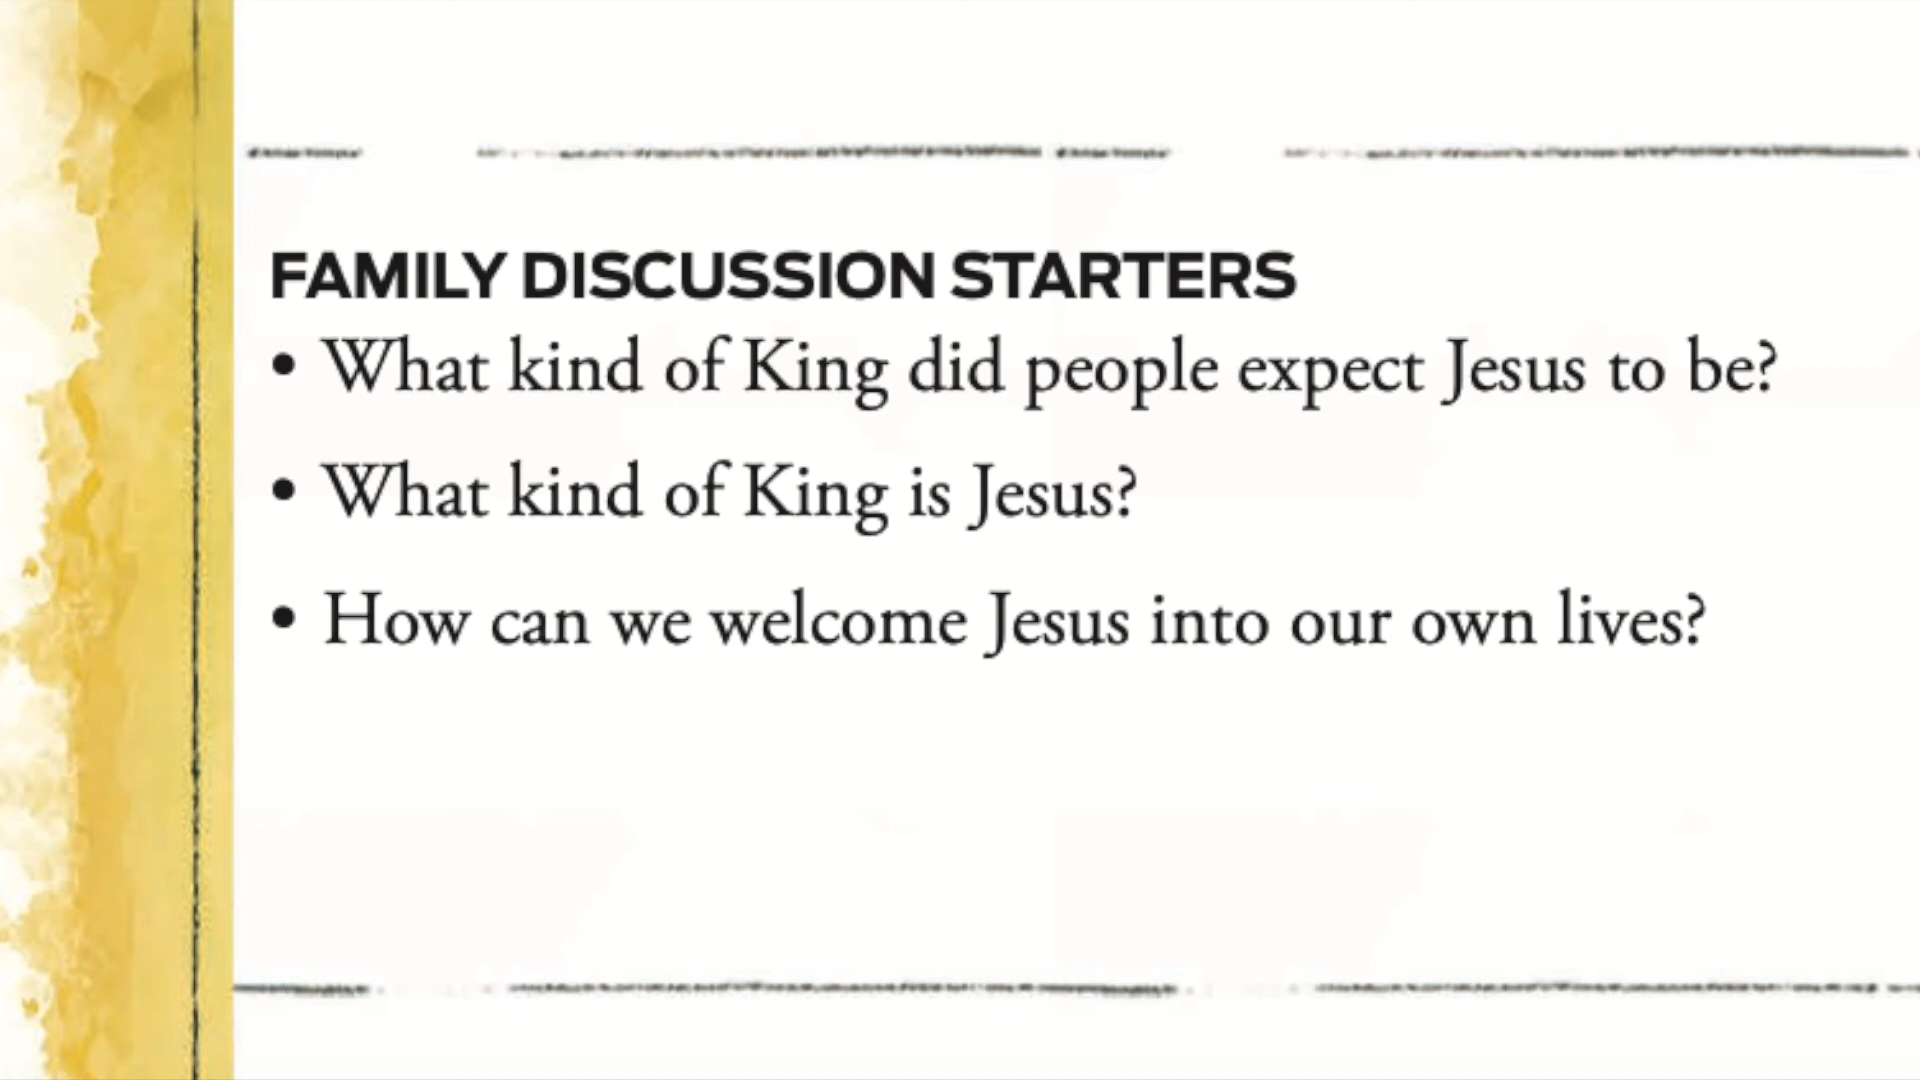 FAMILY DISCUSSION STARTERS
• What kind of King did people expect Jesus to be?
• What kind of King is Jesus?
• How can we welcome Jesus into our own lives?